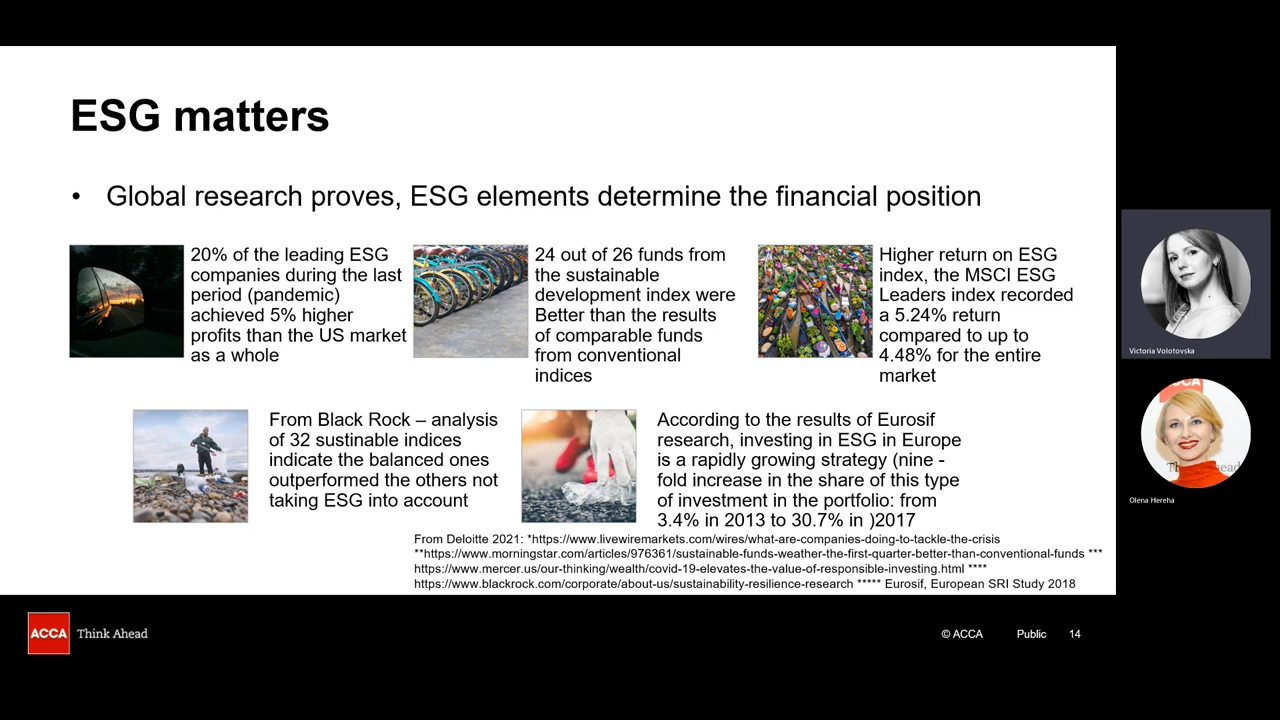 ESG matters
• Global research proves, ESG elements determine the financial position
20% of the leading ESG
companies during the last
period (pandemic)
achieved 5% higher
profits than the US market
as a whole
24 out of 26 funds from
the sustainable
development index were
Better than the results
of comparable funds
from conventional
indices
Higher return on ESG
index, the MSCI ESG
Leaders index recorded
a 5.24% return
compared to up to
4.48% for the entire
market
From Black Rock – analysis
of 32 sustinable indices
indicate the balanced ones
outperformed the others not
taking ESG into account
According to the results of Eurosif
research, investing in ESG in Europe
is a rapidly growing strategy (nine -
fold increase in the share of this type
of investment in the portfolio: from
3.4% in 2013 to 30.7% in )2017
From Deloitte 2021: *https://www.livewiremarkets.com/wires/what-are-companies-doing-to-tackle-the-crisis
**https://www.morningstar.com/articles/976361/sustainable-funds-weather-the-first-quarter-better-than-conventional-funds ***
https://www.mercer.us/our-thinking/wealth/covid-19-elevates-the-value-of-responsible-investing.html ****
https://www.blackrock.com/corporate/about-us/sustainability-resilience-research ***** Eurosif, European SRI Study 2018
ACCA Think Ahead
© ACCA Public 14
Victoria Volotovska
ACCA
Th ead
Olena Hereha